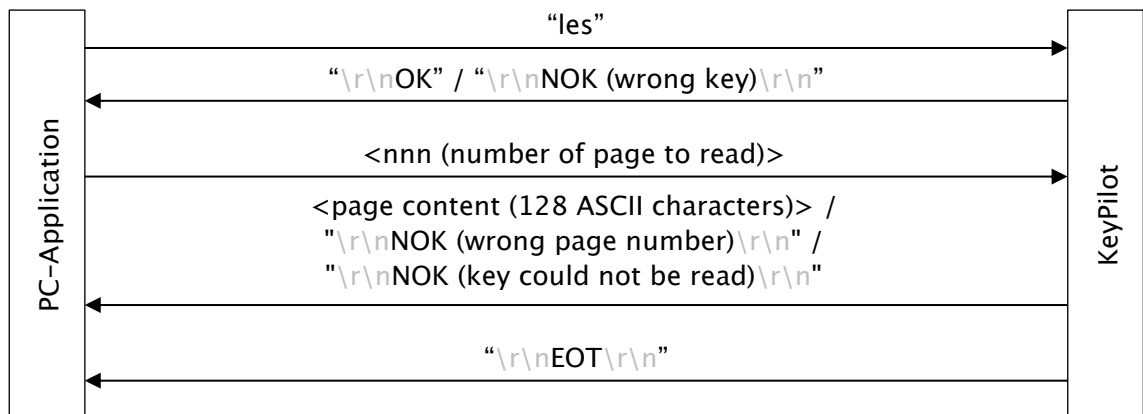 “les”
“\r\nOK” / “\r\nNOK (wrong key)\r\n”
<nnn (number of page to read)>
<page content (128 ASCII characters)> /
"\r\nNOK (wrong page number)\r\n" /
"\r\nNOK (key could not be read)\r\n"
“\r\nEOT\r\n”
PC-Application
KeyPilot